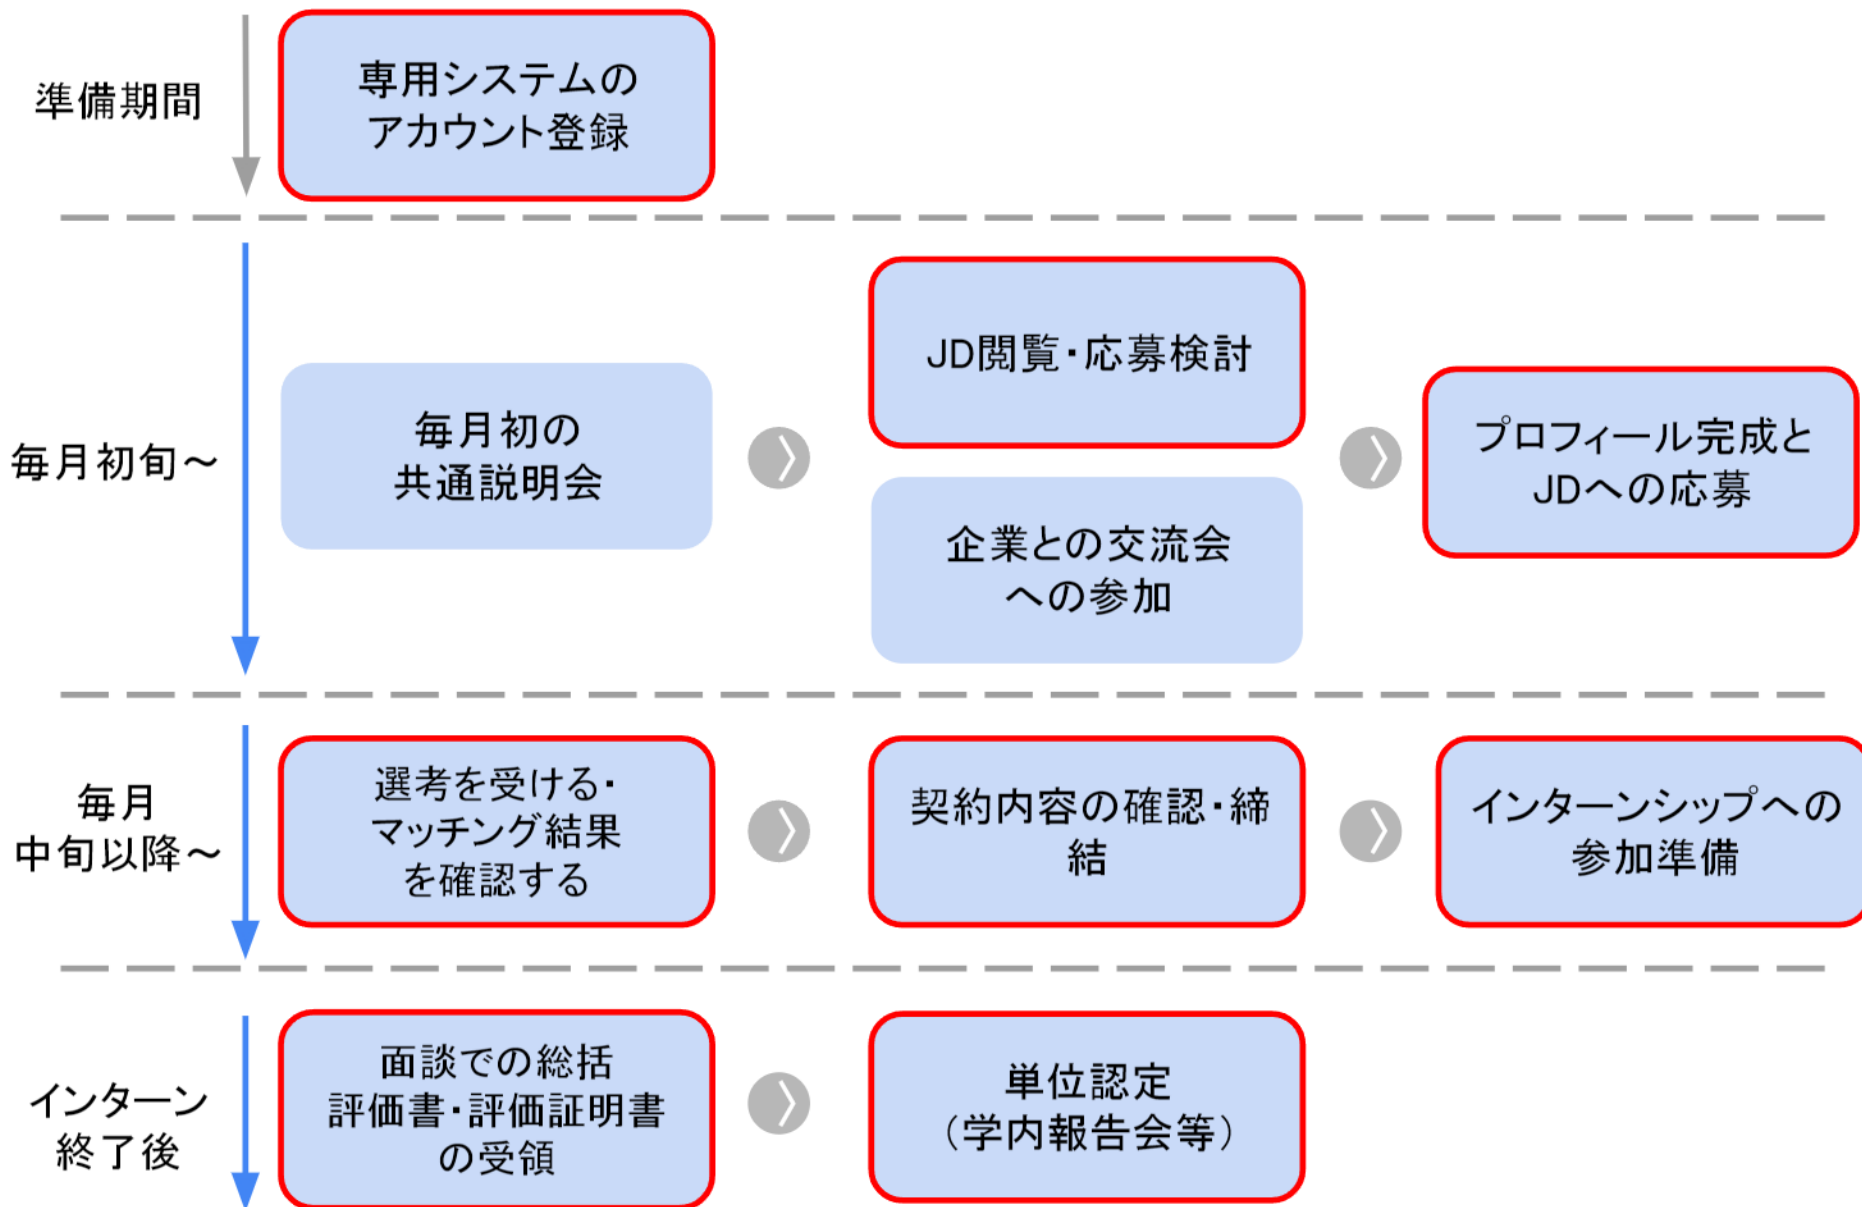 準備期間
専用システムの
アカウント登録
毎月初旬～
毎月初の
共通説明会
JD閲覧・応募検討
企業との交流会
への参加
プロフィール完成と
JDへの応募
毎月
中旬以降～
選考を受ける・
マッチング結果
を確認する
契約内容の確認・締
結
インターンシップへの
参加準備
インターン
終了後
面談での総括
評価書・評価証明書
の受領
単位認定
（学内報告会等）